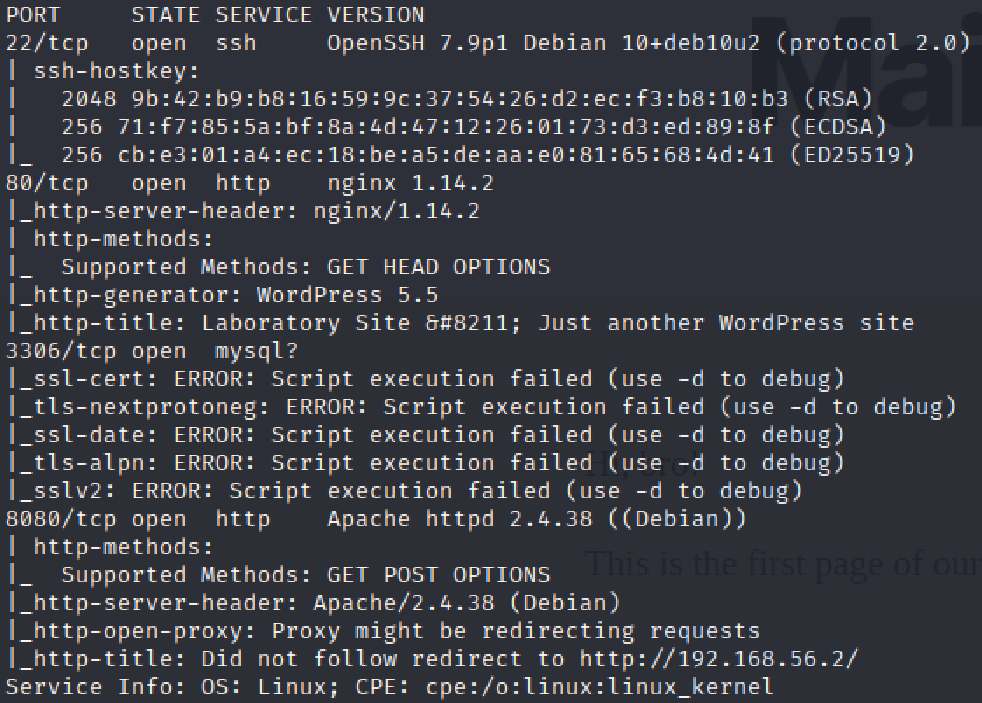 PORT     STATE SERVICE VERSION
22/tcp   open  ssh     OpenSSH 7.9p1 Debian 10+deb10u2 (protocol 2.0)
| ssh-hostkey:
|   2048 9b:42:b9:b8:16:59:9c:37:54:26:d2:ec:f3:b8:10:b3 (RSA)
|   256 71:f7:85:5a:bf:8a:4d:47:12:26:01:73:d3:ed:89:8f (ECDSA)
|_  256 cb:e3:01:a4:ec:18:be:a5:de:aa:e0:81:65:68:4d:41 (ED25519)
80/tcp   open  http    nginx 1.14.2
|_http-server-header: nginx/1.14.2
| http-methods:
|_  Supported Methods: GET HEAD OPTIONS
|_http-generator: WordPress 5.5
|_http-title: Laboratory Site &#8211; Just another WordPress site
3306/tcp open  mysql?
|_ssl-cert: ERROR: Script execution failed (use -d to debug)
|_tls-nextprotoneg: ERROR: Script execution failed (use -d to debug)
|_ssl-date: ERROR: Script execution failed (use -d to debug)
|_tls-alpn: ERROR: Script execution failed (use -d to debug)
|_sslv2: ERROR: Script execution failed (use -d to debug)
8080/tcp open  http    Apache httpd 2.4.38 ((Debian))
| http-methods:
|_  Supported Methods: GET POST OPTIONS
|_http-server-header: Apache/2.4.38 (Debian)
|_http-open-proxy: Proxy might be redirecting requests
|_http-title: Did not follow redirect to http://192.168.56.2/
Service Info: OS: Linux; CPE: cpe:/o:linux:linux_kernel
Mai
This is the first page of our